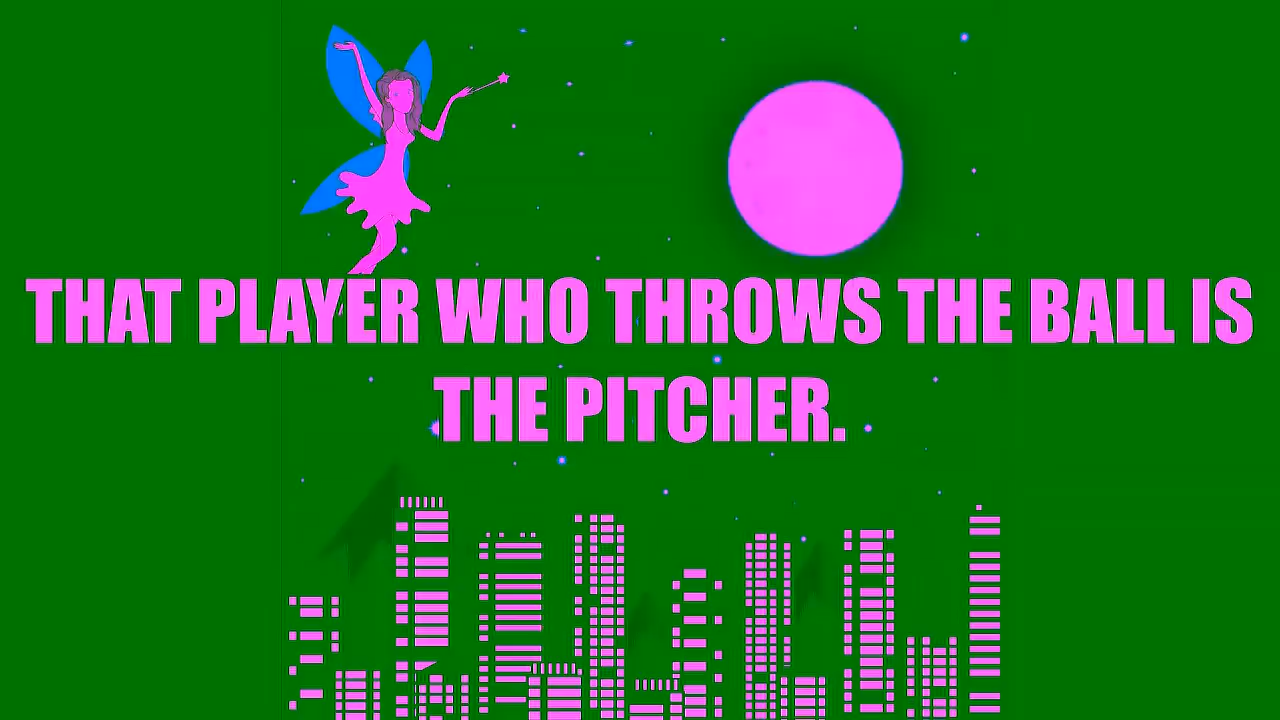 THAT PLAYER WHO THROWS THE BALL IS
THE PITCHER.